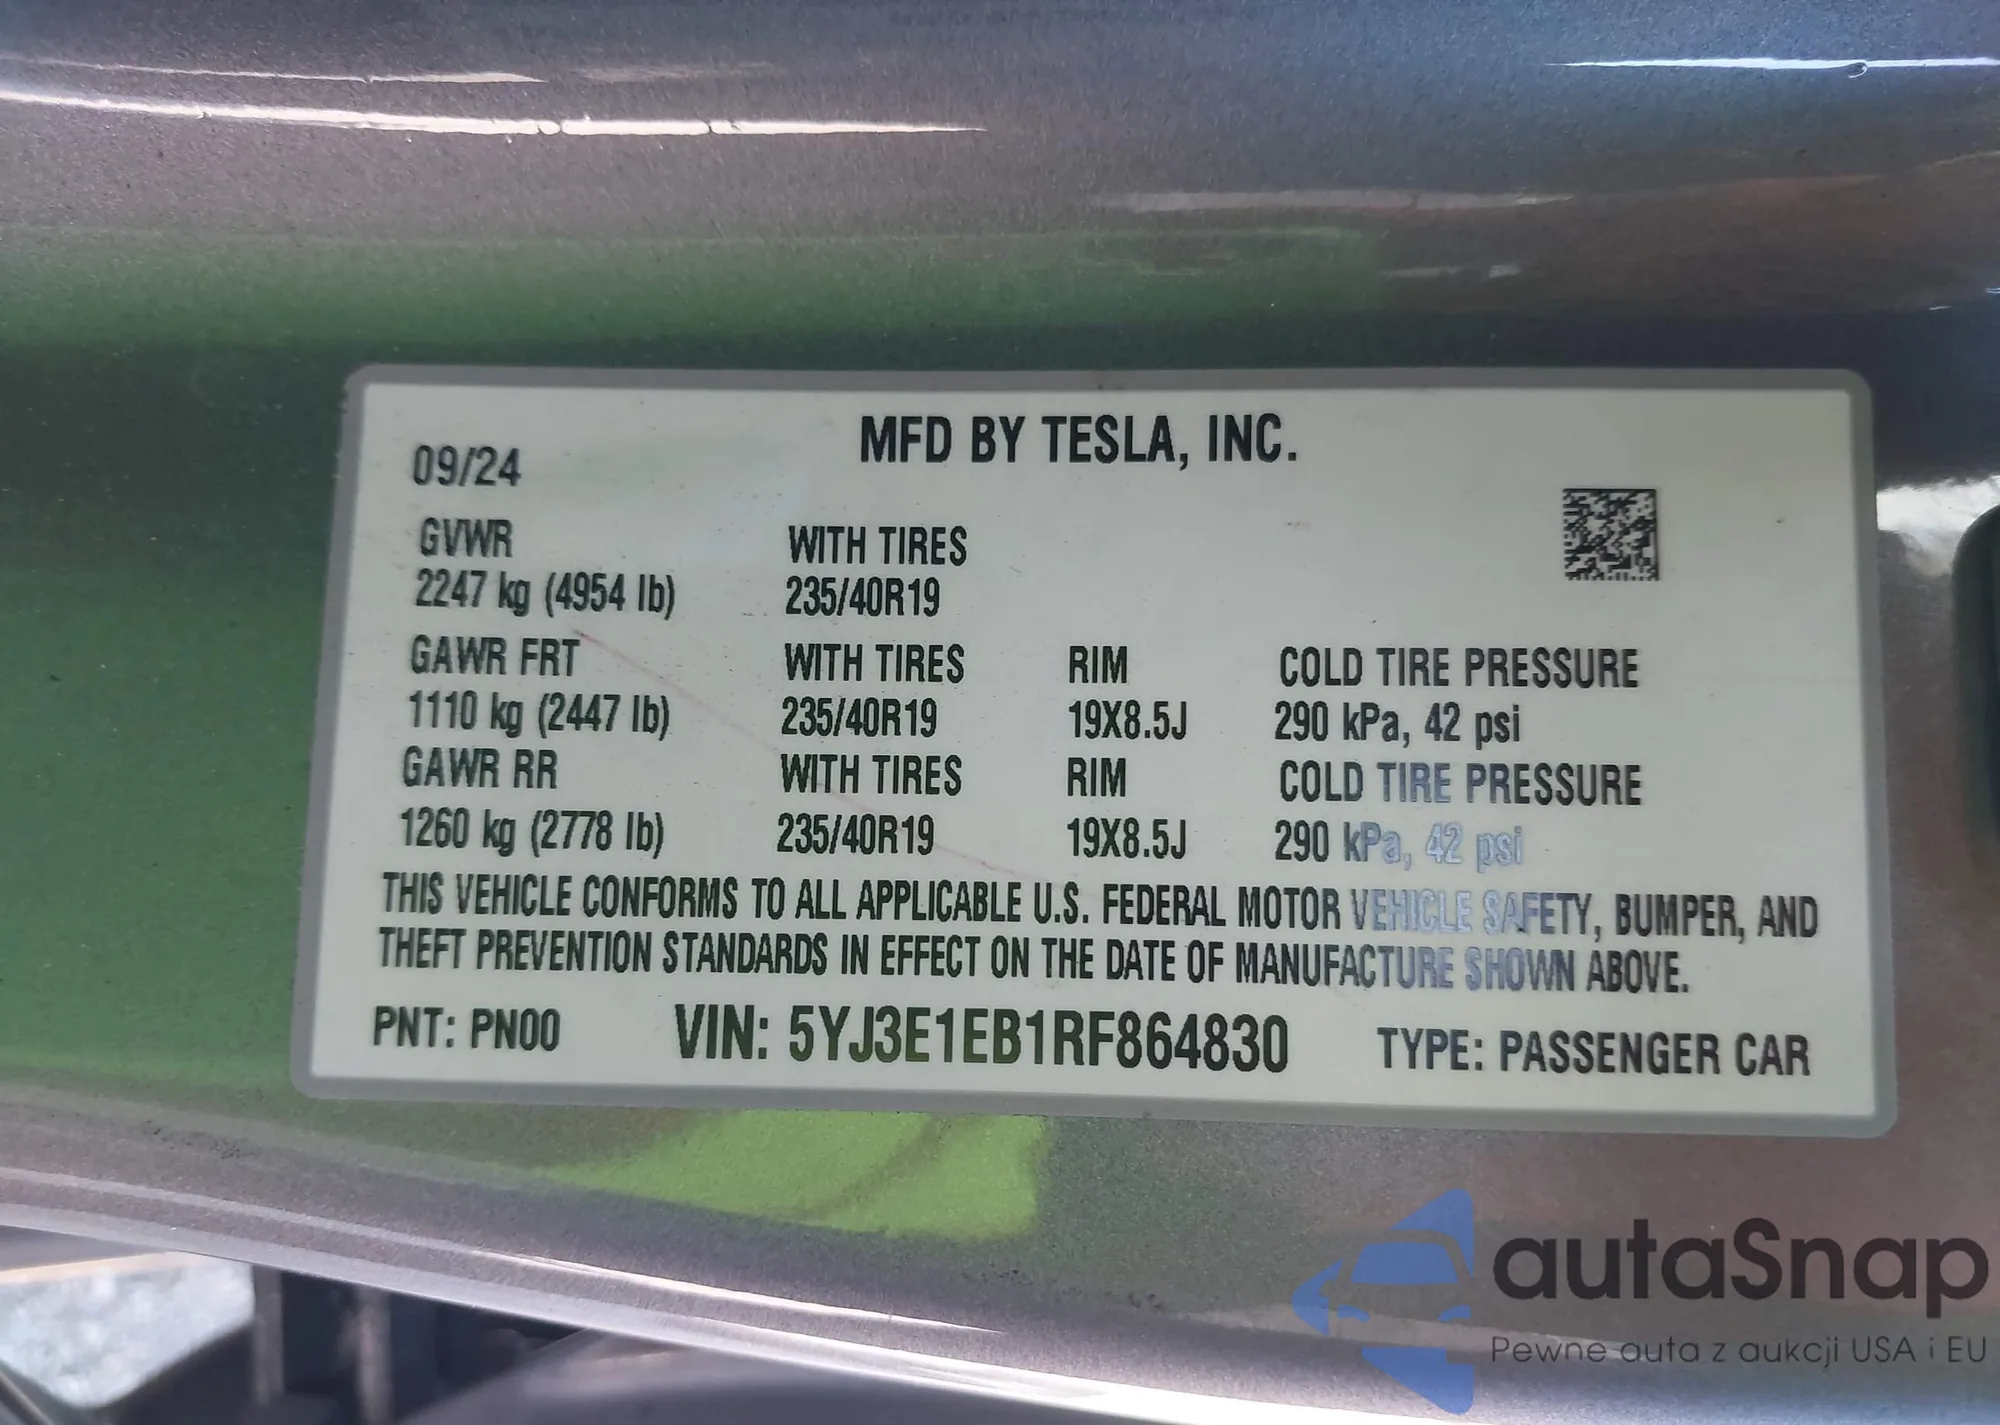 MFD BY TESLA, INC.
09/24
GVWR WITH TIRES
2247 kg (4954 lb) 235/40R19
GAWR FRT WITH TIRES RIM COLD TIRE PRESSURE
1110 kg (2447 lb) 235/40R19 19X8.5J 290 kPa, 42 psi
GAWR RR WITH TIRES RIM COLD TIRE PRESSURE
1260 kg (2778 lb) 235/40R19 19X8.5J 290 kPa, 42 psi
THIS VEHICLE CONFORMS TO ALL APPLICABLE U.S. FEDERAL MOTOR VEHICLE SAFETY, BUMPER, AND
THEFT PREVENTION STANDARDS IN EFFECT ON THE DATE OF MANUFACTURE SHOWN ABOVE.
PNT: PN00 VIN: 5YJ3E1EB1RF864830 TYPE: PASSENGER CAR
autaSnap
Pewne auta z aukcji USA i EU